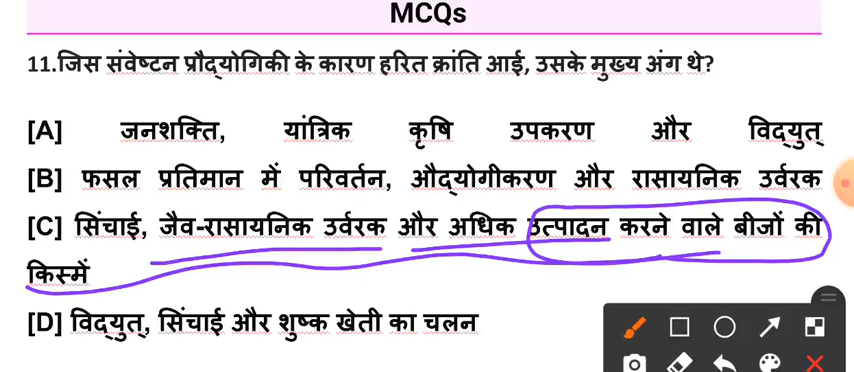 MCQs
11.जिस संवेष्टन प्रौद्योगिकी के कारण हरित क्रांति आई, उसके मुख्य अंग थे?
[A] जनशक्ति, यांत्रिक कृषि उपकरण और विद्युत्
[B] फसल प्रतिमान में परिवर्तन, औद्योगीकरण और रासायनिक उर्वरक
[C] सिंचाई, जैव-रासायनिक उर्वरक और अधिक उत्पादन करने वाले बीजों की
किस्में
[D] विद्युत्, सिंचाई और शुष्क खेती का चलन